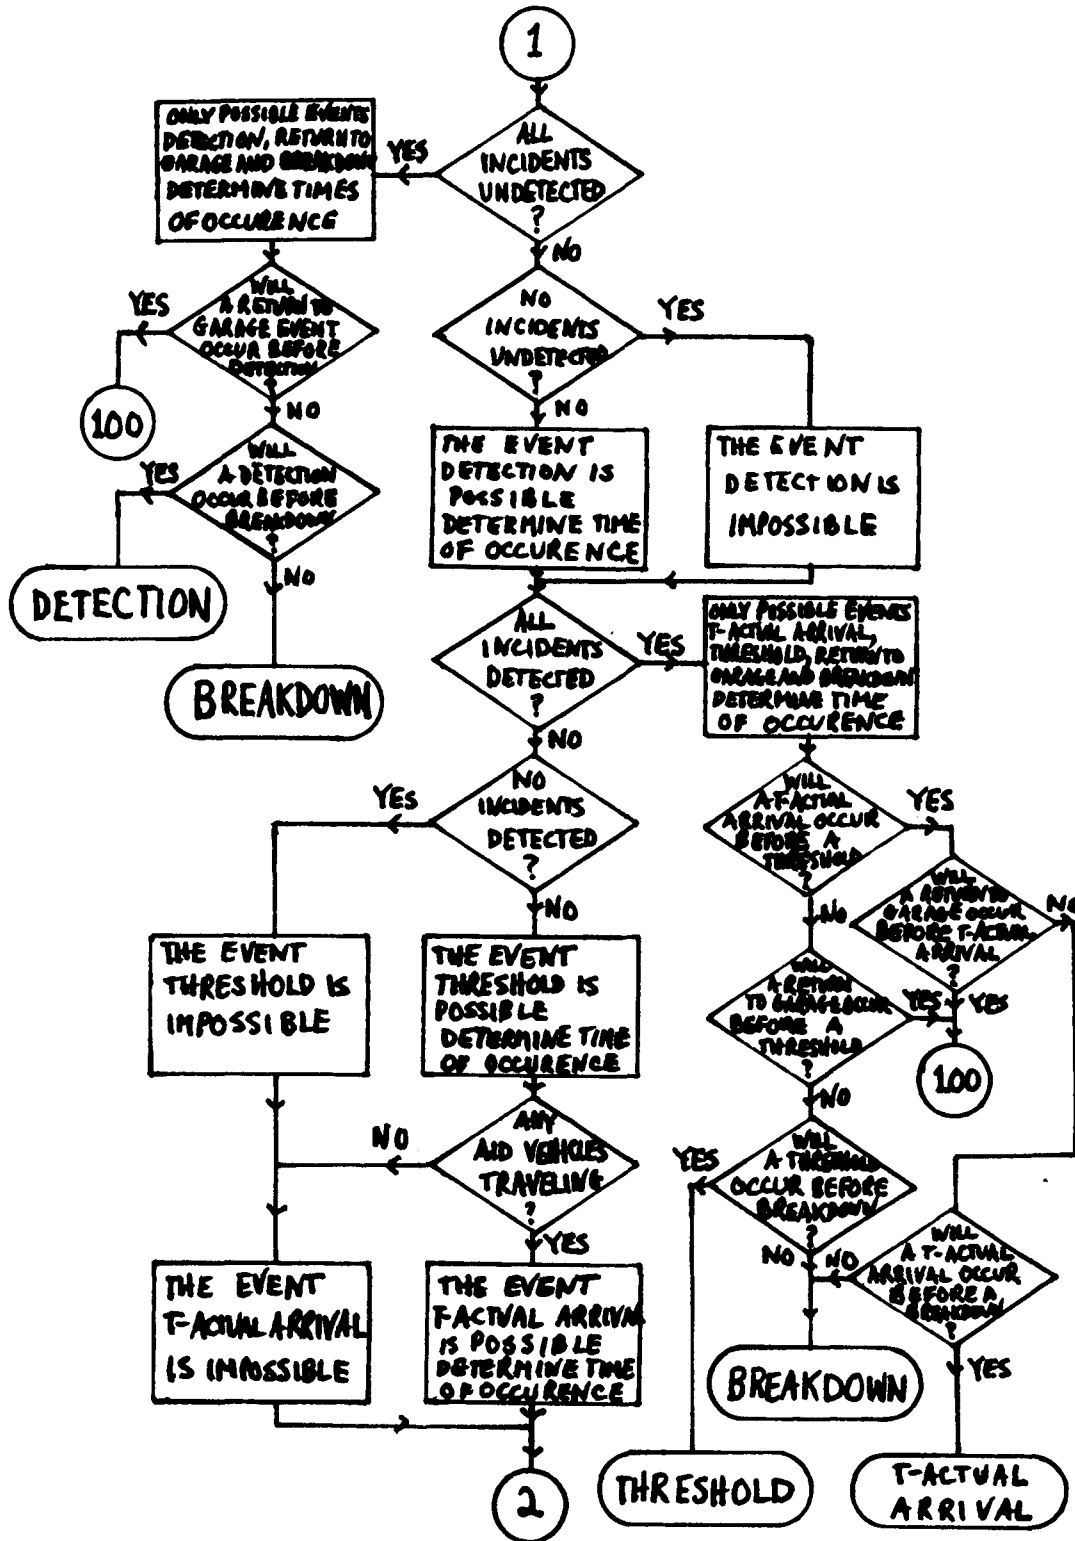 1
ONLY POSSIBLE EVENTS
DETECTION, RETURN TO
GARAGE AND BREAKDOWN
DETERMINE TIMES
OF OCCURENCE
YES
ALL
INCIDENTS
UNDETECTED
?
NO
YES
WILL
A RETURN TO
GARAGE EVENT
OCCUR BEFORE
DETECTION
?
NO
INCIDENTS
UNDETECTED
?
YES
100
NO
NO
YES
WILL
A DETECTION
OCCUR BEFORE
BREAKDOWN
?
NO
THE EVENT
DETECTION IS
POSSIBLE
DETERMINE TIME
OF OCCURENCE
THE EVENT
DETECTION IS
IMPOSSIBLE
DETECTION
BREAKDOWN
ALL
INCIDENTS
DETECTED
?
YES
NO
ONLY POSSIBLE EVENTS
T-ACTUAL ARRIVAL,
THRESHOLD, RETURN TO
GARAGE AND BREAKDOWN
DETERMINE TIME
OF OCCURENCE
YES
NO
INCIDENTS
DETECTED
?
NO
WILL
A T-ACTUAL
ARRIVAL OCCUR
BEFORE A
THRESHOLD
?
YES
NO
WILL
A RETURN TO
GARAGE OCCUR
BEFORE T-ACTUAL
ARRIVAL
?
NO
YES
THE EVENT
THRESHOLD IS
IMPOSSIBLE
THE EVENT
THRESHOLD IS
POSSIBLE
DETERMINE TIME
OF OCCURENCE
WILL
A RETURN
TO GARAGE OCCUR
BEFORE A
THRESHOLD
?
YES
NO
100
NO
ANY
AID VEHICLES
TRAVELING
?
YES
YES
WILL
A THRESHOLD
OCCUR BEFORE
BREAKDOWN
?
NO
NO
WILL
A T-ACTUAL
ARRIVAL OCCUR
BEFORE A
BREAKDOWN
?
YES
THE EVENT
T-ACTUAL ARRIVAL
IS IMPOSSIBLE
THE EVENT
T-ACTUAL ARRIVAL
IS POSSIBLE
DETERMINE TIME
OF OCCURENCE
BREAKDOWN
2
THRESHOLD
T-ACTUAL
ARRIVAL